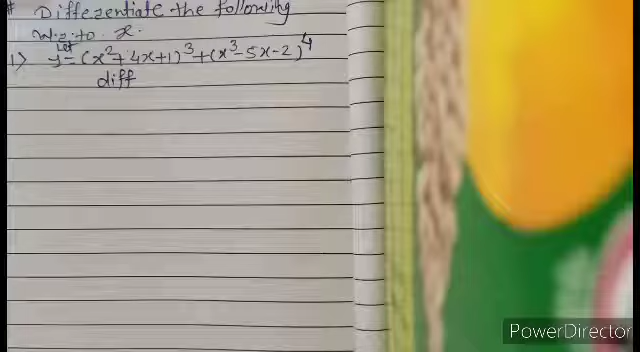 # Differentiate the following
w.r.to x.
Let
1) y = (x²+4x+1)³+(x³-5x-2)⁴
diff
PowerDirector